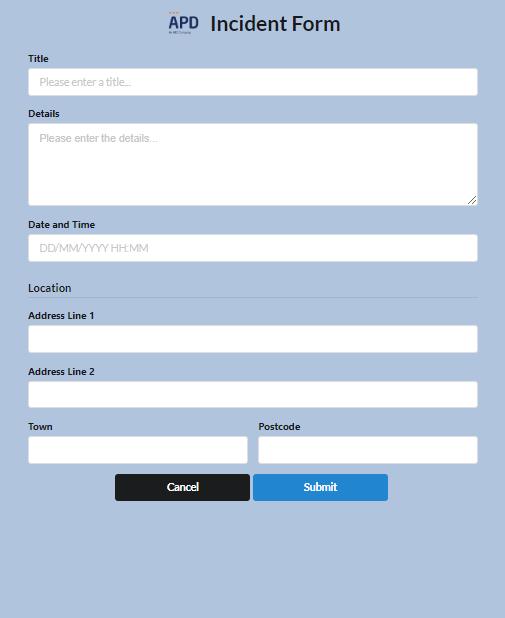 APD Incident Form
Title
Please enter a title...
Details
Please enter the details...
Date and Time
DD/MM/YYYY HH:MM
Location
Address Line 1
Address Line 2
Town Postcode
Cancel Submit